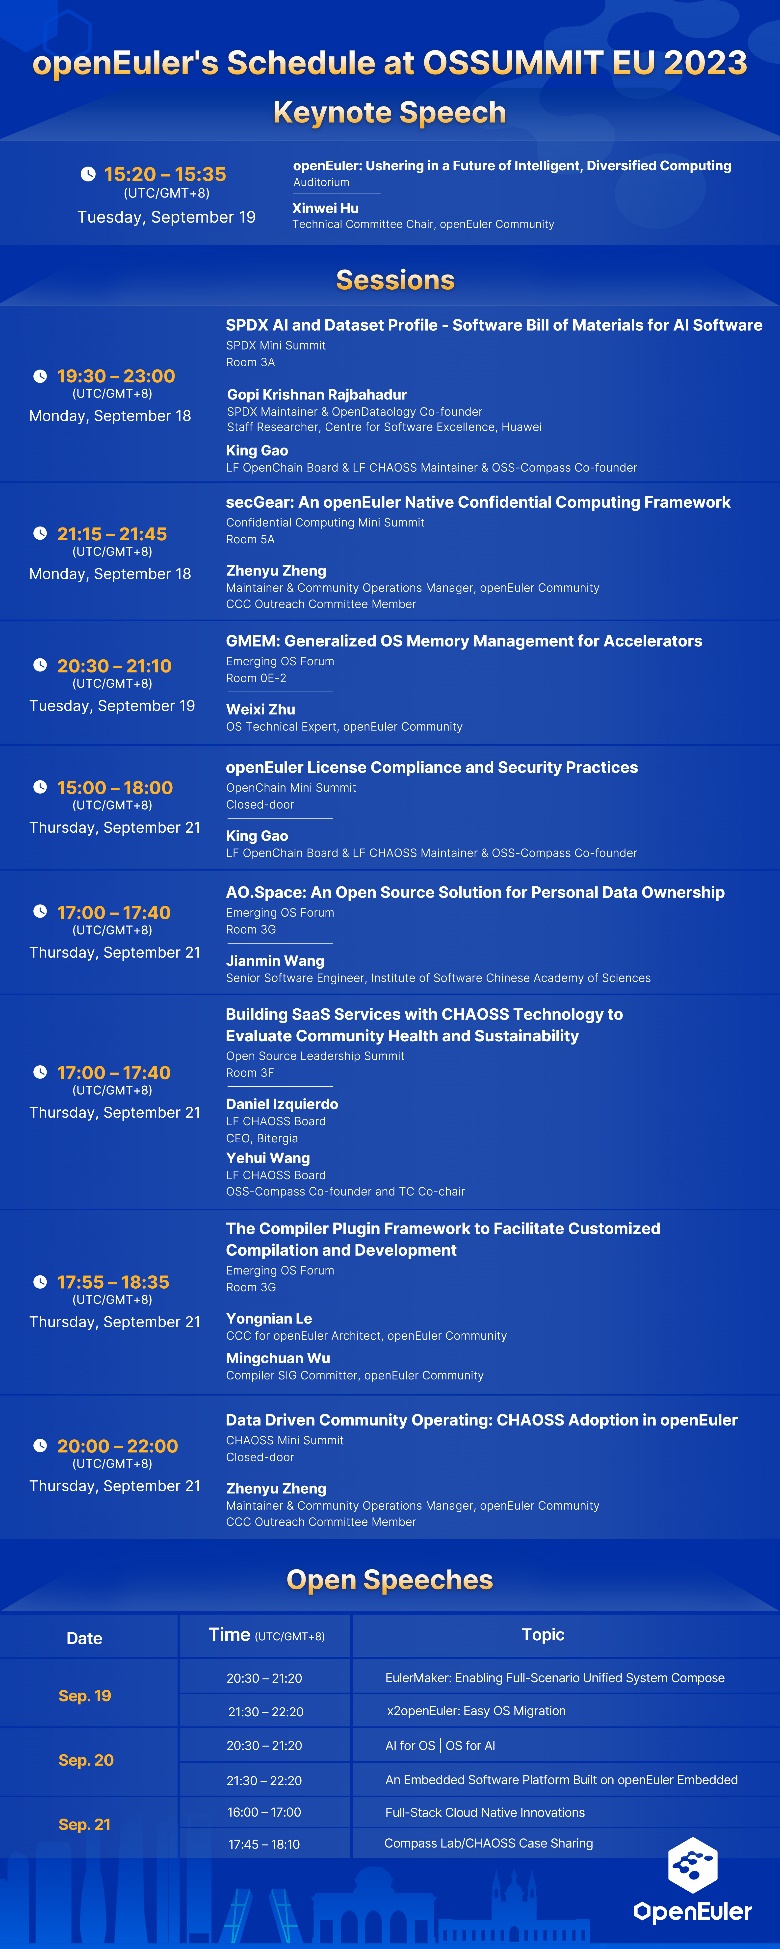 openEuler's Schedule at OSSUMMIT EU 2023
Keynote Speech
15:20 – 15:35
(UTC/GMT+8)
Tuesday, September 19
openEuler: Ushering in a Future of Intelligent, Diversified Computing
Auditorium
Xinwei Hu
Technical Committee Chair, openEuler Community
Sessions
19:30 – 23:00
(UTC/GMT+8)
Monday, September 18
SPDX AI and Dataset Profile - Software Bill of Materials for AI Software
SPDX Mini Summit
Room 3A
Gopi Krishnan Rajbahadur
SPDX Maintainer & OpenDataology Co-founder
Staff Researcher, Centre for Software Excellence, Huawei
King Gao
LF OpenChain Board & LF CHAOSS Maintainer & OSS-Compass Co-founder
21:15 – 21:45
(UTC/GMT+8)
Monday, September 18
secGear: An openEuler Native Confidential Computing Framework
Confidential Computing Mini Summit
Room 5A
Zhenyu Zheng
Maintainer & Community Operations Manager, openEuler Community
CCC Outreach Committee Member
20:30 – 21:10
(UTC/GMT+8)
Tuesday, September 19
GMEM: Generalized OS Memory Management for Accelerators
Emerging OS Forum
Room 0E-2
Weixi Zhu
OS Technical Expert, openEuler Community
15:00 – 18:00
(UTC/GMT+8)
Thursday, September 21
openEuler License Compliance and Security Practices
OpenChain Mini Summit
Closed-door
King Gao
LF OpenChain Board & LF CHAOSS Maintainer & OSS-Compass Co-founder
17:00 – 17:40
(UTC/GMT+8)
Thursday, September 21
AO.Space: An Open Source Solution for Personal Data Ownership
Emerging OS Forum
Room 3G
Jianmin Wang
Senior Software Engineer, Institute of Software Chinese Academy of Sciences
17:00 – 17:40
(UTC/GMT+8)
Thursday, September 21
Building SaaS Services with CHAOSS Technology to
Evaluate Community Health and Sustainability
Open Source Leadership Summit
Room 3F
Daniel Izquierdo
LF CHAOSS Board
CEO, Bitergia
Yehui Wang
LF CHAOSS Board
OSS-Compass Co-founder and TC Co-chair
17:55 – 18:35
(UTC/GMT+8)
Thursday, September 21
The Compiler Plugin Framework to Facilitate Customized
Compilation and Development
Emerging OS Forum
Room 3G
Yongnian Le
CCC for openEuler Architect, openEuler Community
Mingchuan Wu
Compiler SIG Committer, openEuler Community
20:00 – 22:00
(UTC/GMT+8)
Thursday, September 21
Data Driven Community Operating: CHAOSS Adoption in openEuler
CHAOSS Mini Summit
Closed-door
Zhenyu Zheng
Maintainer & Community Operations Manager, openEuler Community
CCC Outreach Committee Member
Open Speeches
Date
Time (UTC/GMT+8)
Topic
Sep. 19
20:30 – 21:20
EulerMaker: Enabling Full-Scenario Unified System Compose
21:30 – 22:20
x2openEuler: Easy OS Migration
Sep. 20
20:30 – 21:20
AI for OS | OS for AI
21:30 – 22:20
An Embedded Software Platform Built on openEuler Embedded
Sep. 21
16:00 – 17:00
Full-Stack Cloud Native Innovations
17:45 – 18:10
Compass Lab/CHAOSS Case Sharing
OpenEuler